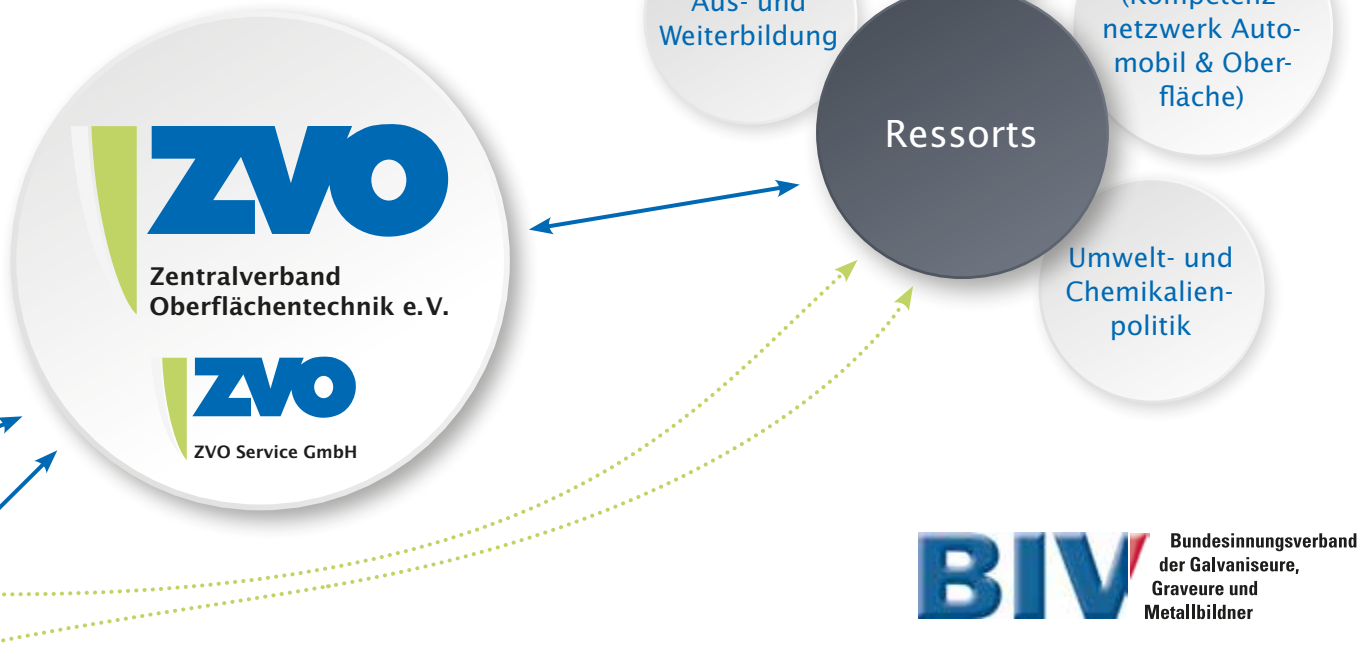 Aus- und
Weiterbildung
(Kompetenz
netzwerk Auto-
mobil & Ober-
fläche)
Ressorts
ZVO
Zentralverband
Oberflächentechnik e.V.
ZVO
ZVO Service GmbH
Umwelt- und
Chemikalien-
politik
BIV
Bundesinnungsverband
der Galvaniseure,
Graveure und
Metallbildner